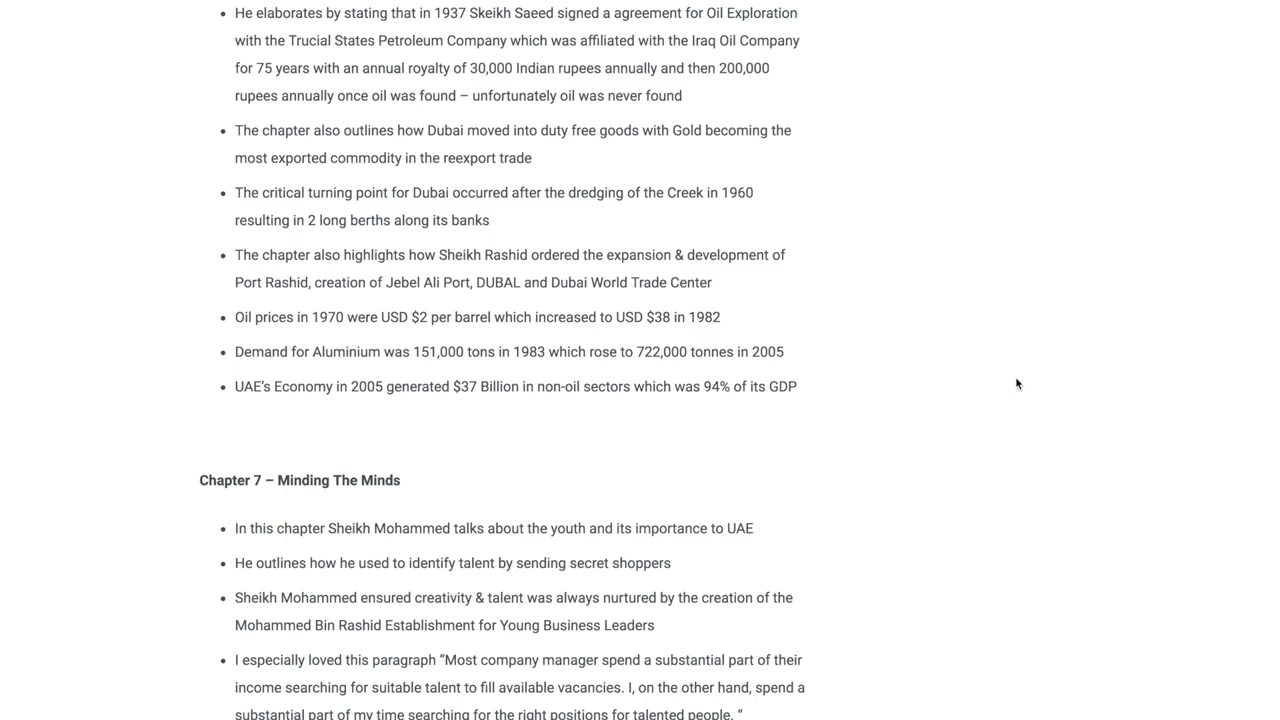 He elaborates by stating that in 1937 Skeikh Saeed signed a agreement for Oil Exploration
with the Trucial States Petroleum Company which was affiliated with the Iraq Oil Company
for 75 years with an annual royalty of 30,000 Indian rupees annually and then 200,000
rupees annually once oil was found – unfortunately oil was never found
The chapter also outlines how Dubai moved into duty free goods with Gold becoming the
most exported commodity in the reexport trade
The critical turning point for Dubai occurred after the dredging of the Creek in 1960
resulting in 2 long berths along its banks
The chapter also highlights how Sheikh Rashid ordered the expansion & development of
Port Rashid, creation of Jebel Ali Port, DUBAL and Dubai World Trade Center
Oil prices in 1970 were USD $2 per barrel which increased to USD $38 in 1982
Demand for Aluminium was 151,000 tons in 1983 which rose to 722,000 tonnes in 2005
UAE's Economy in 2005 generated $37 Billion in non-oil sectors which was 94% of its GDP
Chapter 7 – Minding The Minds
In this chapter Sheikh Mohammed talks about the youth and its importance to UAE
He outlines how he used to identify talent by sending secret shoppers
Sheikh Mohammed ensured creativity & talent was always nurtured by the creation of the
Mohammed Bin Rashid Establishment for Young Business Leaders
I especially loved this paragraph “Most company manager spend a substantial part of their
income searching for suitable talent to fill available vacancies. I, on the other hand, spend a
substantial part of my time searching for the right positions for talented people. “